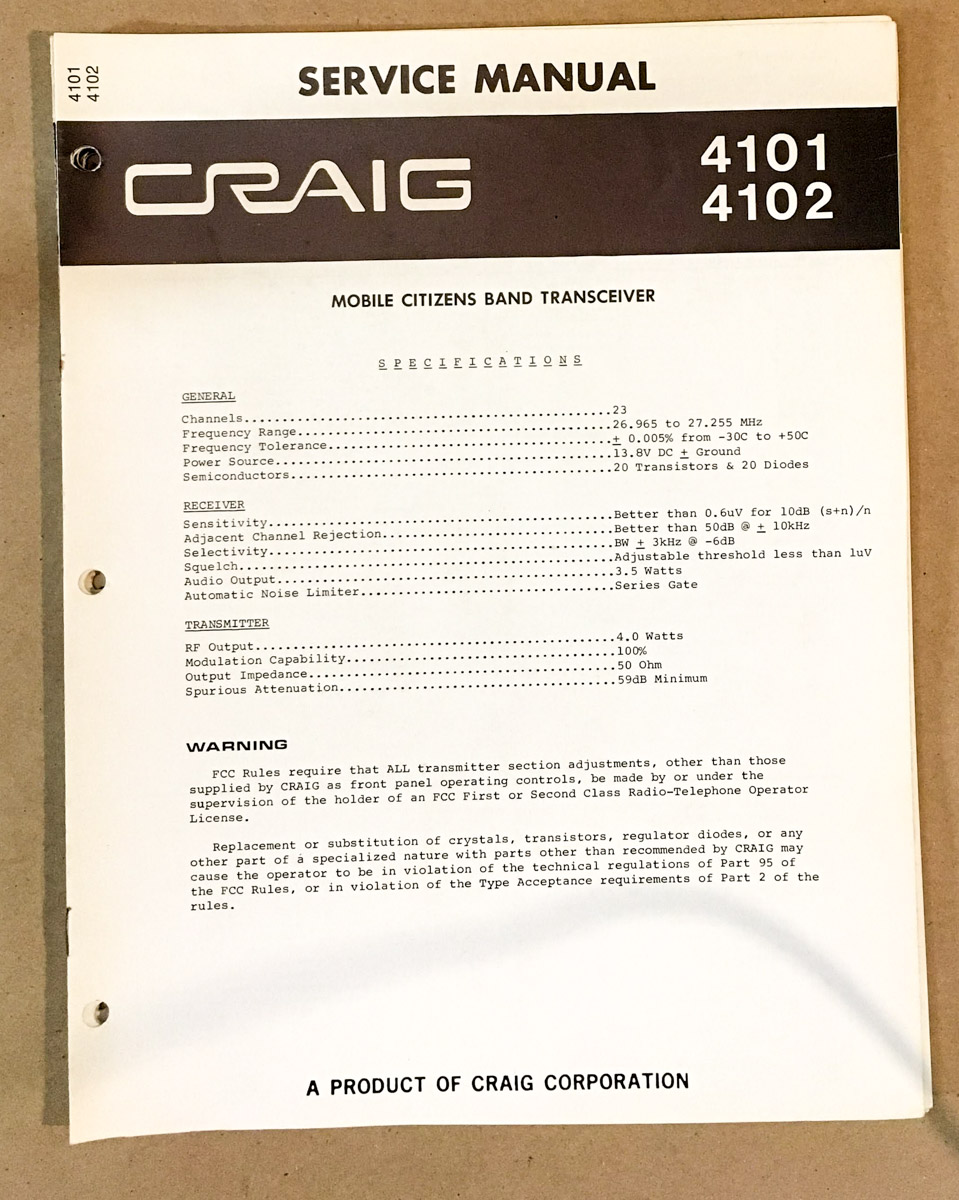 4101
4102
SERVICE MANUAL
CRAIG
4101
4102
MOBILE CITIZENS BAND TRANSCEIVER
SPECIFICATIONS
GENERAL
Channels................................................23
Frequency Range.........................................26.965 to 27.255 MHz
Frequency Tolerance.....................................± 0.005% from -30C to +50C
Power Source............................................13.8V DC ± Ground
Semiconductors..........................................20 Transistors & 20 Diodes
RECEIVER
Sensitivity.............................................Better than 0.6uV for 10dB (s+n)/n
Adjacent Channel Rejection..............................Better than 50dB @ ± 10kHz
Selectivity.............................................BW ± 3kHz @ -6dB
Squelch.................................................Adjustable threshold less than 1uV
Audio Output............................................3.5 Watts
Automatic Noise Limiter.................................Series Gate
TRANSMITTER
RF Output...............................................4.0 Watts
Modulation Capability...................................100%
Output Impedance........................................50 Ohm
Spurious Attenuation....................................59dB Minimum
WARNING
FCC Rules require that ALL transmitter section adjustments, other than those
supplied by CRAIG as front panel operating controls, be made by or under the
supervision of the holder of an FCC First or Second Class Radio-Telephone Operator
License.
Replacement or substitution of crystals, transistors, regulator diodes, or any
other part of a specialized nature with parts other than recommended by CRAIG may
cause the operator to be in violation of the technical regulations of Part 95 of
the FCC Rules, or in violation of the Type Acceptance requirements of Part 2 of the
rules.
A PRODUCT OF CRAIG CORPORATION